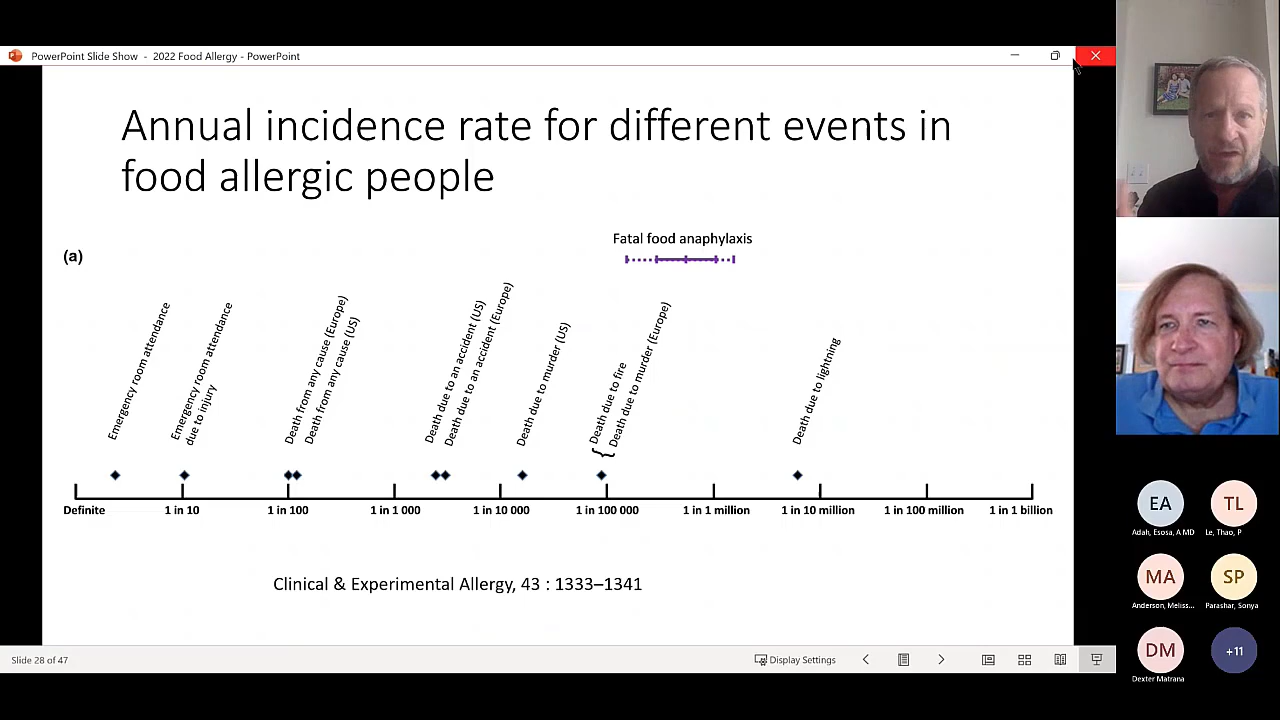 PowerPoint Slide Show - 2022 Food Allergy - PowerPoint
Annual incidence rate for different events in
food allergic people
Fatal food anaphylaxis
(a)
Emergency room attendance
Emergency room attendance
due to injury
Death from any cause (Europe)
Death from any cause (US)
Death due to an accident (US)
Death due to an accident (Europe)
Death due to murder (US)
Death due to fire
Death due to murder (Europe)
Death due to lightning
Definite
1 in 10
1 in 100
1 in 1 000
1 in 10 000
1 in 100 000
1 in 1 million
1 in 10 million
1 in 100 million
1 in 1 billion
Clinical & Experimental Allergy, 43 : 1333–1341
Slide 28 of 47
Display Settings
EA
Adah, Esosa, A MD
TL
Le, Thao, P
MA
Anderson, Meliss...
SP
Parashar, Sonya
DM
Dexter Matrana
+11